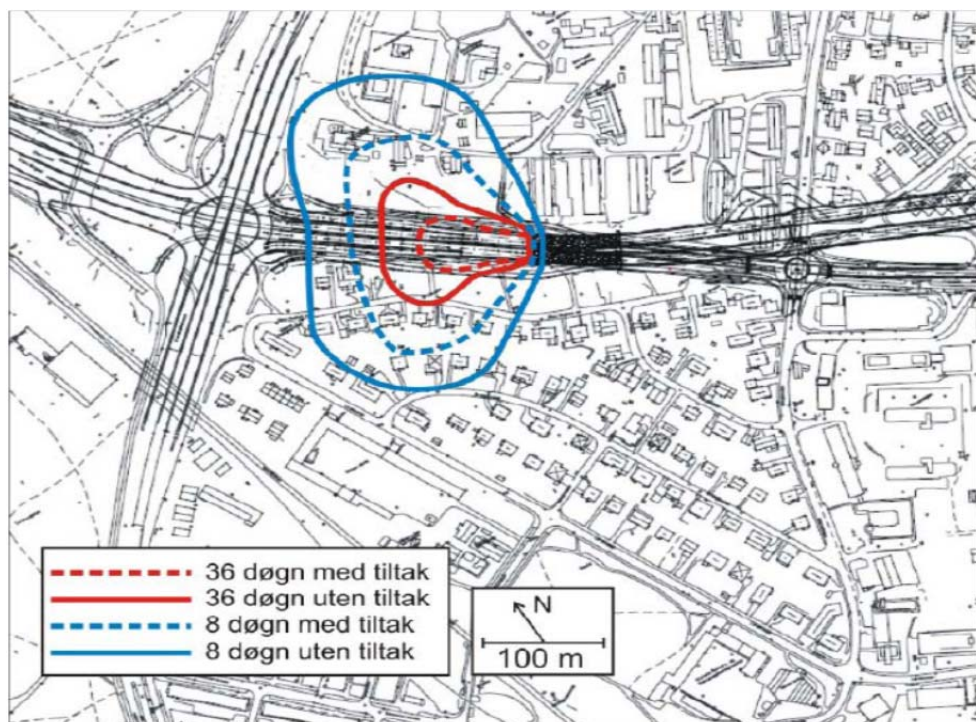 36 døgn med tiltak
36 døgn uten tiltak
8 døgn med tiltak
8 døgn uten tiltak
N
100 m